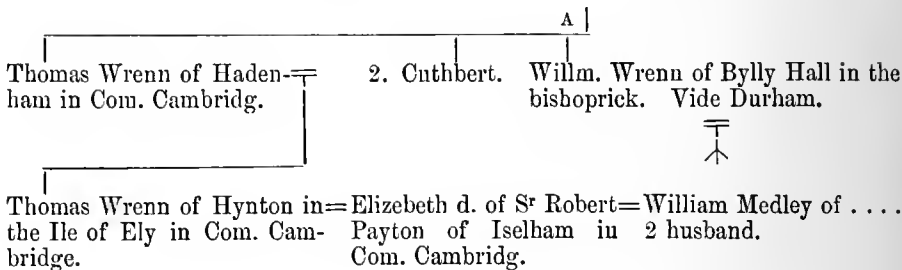 A
Thomas Wrenn of Haden-
ham in Com. Cambridg.
2. Cuthbert.
Willm. Wrenn of Bylly Hall in the
bishoprick. Vide Durham.
Thomas Wrenn of Hynton in=Elizebeth d. of Sr Robert=William Medley of ....
the Ile of Ely in Com. Cam- Payton of Iselham in 2 husband.
bridge. Com. Cambridg.